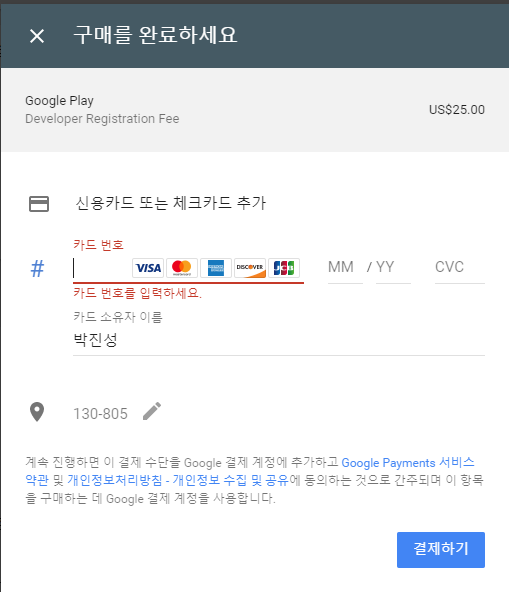 구매를 완료하세요
Google Play
Developer Registration Fee
US$25.00
신용카드 또는 체크카드 추가
카드 번호
# VISA MasterCard AMERICAN EXPRESS DISCOVER JCB MM / YY CVC
카드 번호를 입력하세요.
카드 소유자 이름
박진성
130-805
계속 진행하면 이 결제 수단을 Google 결제 계정에 추가하고 Google Payments 서비스
약관 및 개인정보처리방침 - 개인정보 수집 및 공유에 동의하는 것으로 간주되며 이 항목
을 구매하는 데 Google 결제 계정을 사용합니다.
결제하기